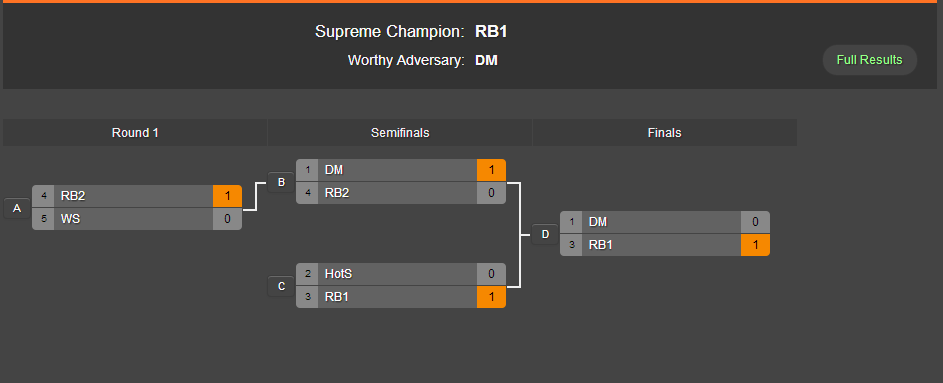 Supreme Champion: RB1
Worthy Adversary: DM
Full Results
Round 1 Semifinals Finals
A
4 RB2 1
5 WS 0
B
1 DM 1
4 RB2 0
C
2 HotS 0
3 RB1 1
D
1 DM 0
3 RB1 1